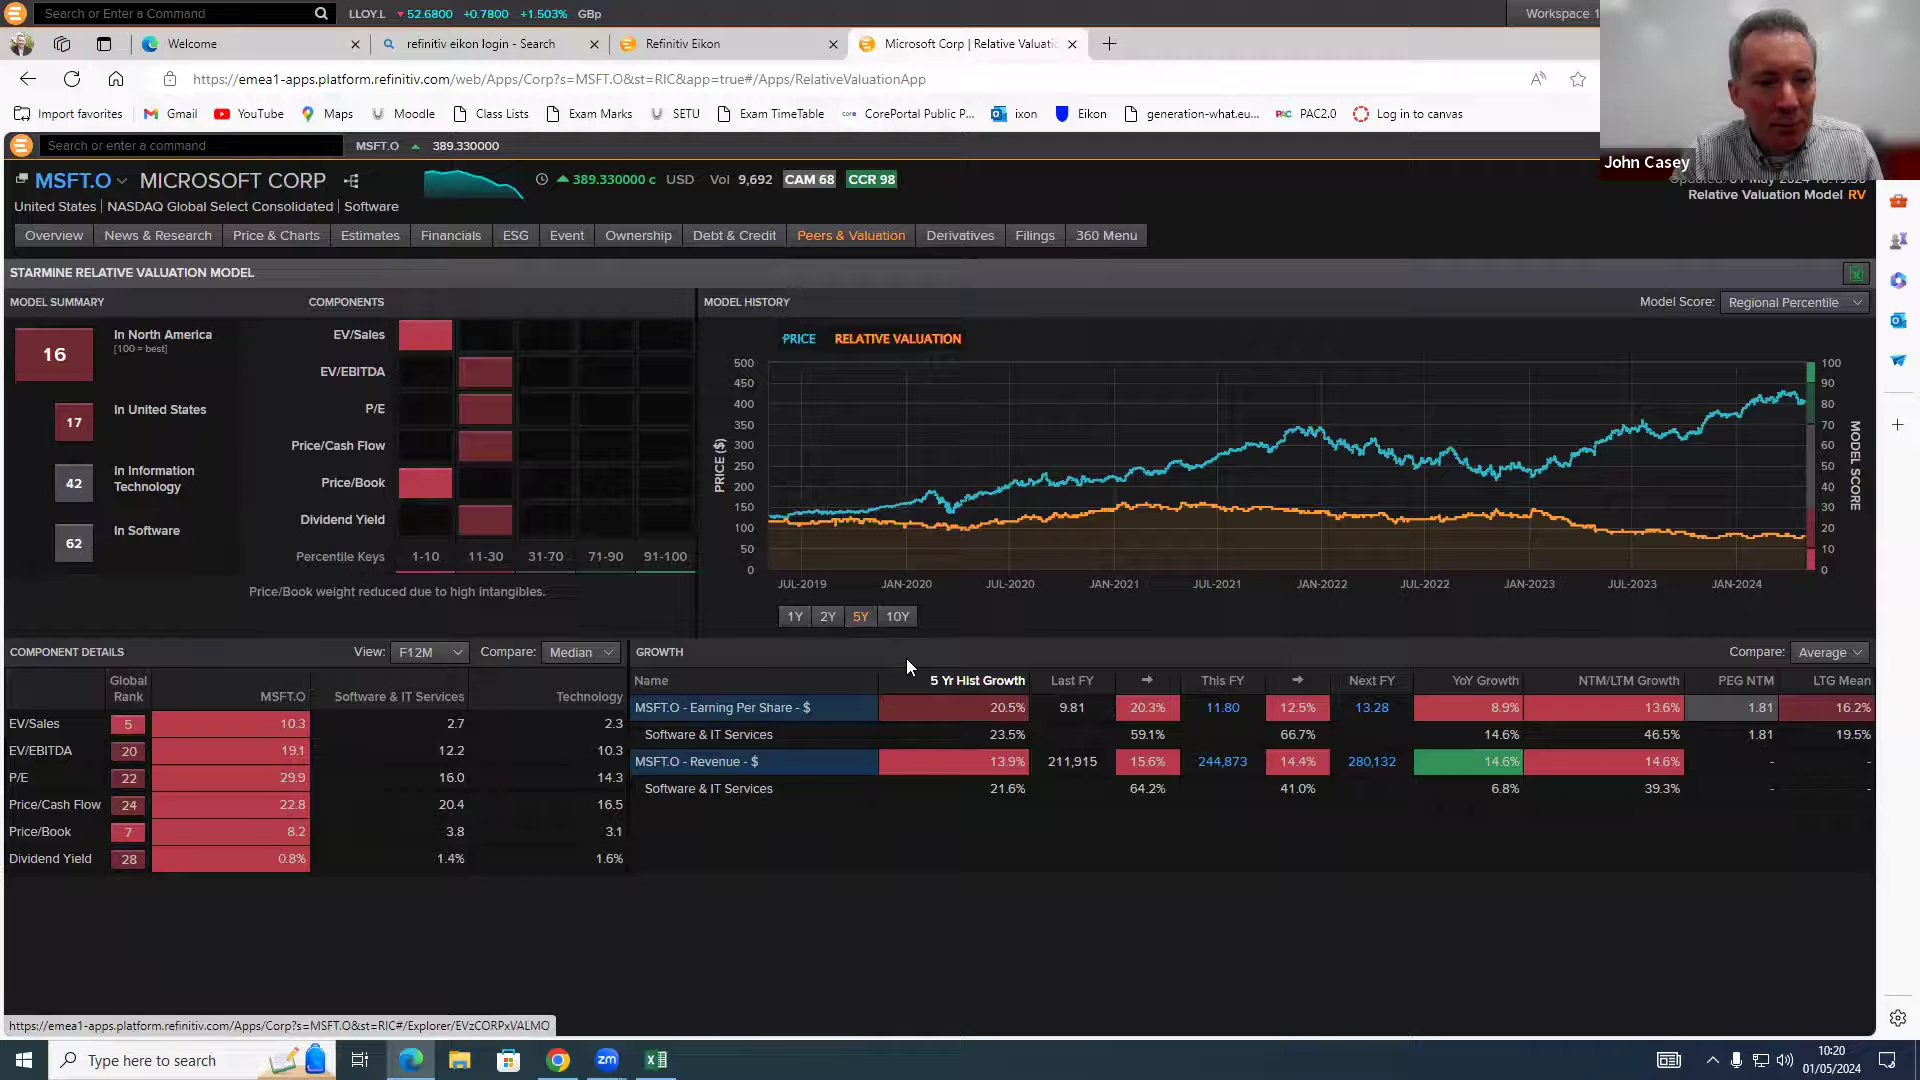 Search or Enter a Command
LLOY.L 52.6800 +0.7800 +1.503% GBp
Workspace 1
Welcome
refinitiv eikon login - Search
Refinitiv Eikon
Microsoft Corp | Relative Valuatio
https://emea1-apps.platform.refinitiv.com/web/Apps/Corp?s=MSFT.O&st=RIC&app=true#/Apps/RelativeValuationApp
Import favorites Gmail YouTube Maps Moodle Class Lists Exam Marks SETU Exam TimeTable CorePortal Public P... ixon Eikon generation-what.eu... PAC2.0 Log in to canvas
Search or enter a command
MSFT.O 389.330000
John Casey
MSFT.O MICROSOFT CORP
389.330000 c USD Vol 9,692 CAM 68 CCR 98
Relative Valuation Model RV
United States | NASDAQ Global Select Consolidated | Software
Overview News & Research Price & Charts Estimates Financials ESG Event Ownership Debt & Credit Peers & Valuation Derivatives Filings 360 Menu
STARMINE RELATIVE VALUATION MODEL
MODEL SUMMARY
16 In North America
[100 = best]
17 In United States
42 In Information Technology
62 In Software
COMPONENTS
EV/Sales
EV/EBITDA
P/E
Price/Cash Flow
Price/Book
Dividend Yield
Percentile Keys 1-10 11-30 31-70 71-90 91-100
Price/Book weight reduced due to high intangibles.
MODEL HISTORY
Model Score: Regional Percentile
PRICE RELATIVE VALUATION
PRICE ($)
500
450
400
350
300
250
200
150
100
50
0
100
90
80
70
60
50
40
30
20
10
0
MODEL SCORE
JUL-2019 JAN-2020 JUL-2020 JAN-2021 JUL-2021 JAN-2022 JUL-2022 JAN-2023 JUL-2023 JAN-2024
1Y 2Y 5Y 10Y
COMPONENT DETAILS View: F12M Compare: Median
Global Rank MSFT.O Software & IT Services Technology
EV/Sales 5 10.3 2.7 2.3
EV/EBITDA 20 19.1 12.2 10.3
P/E 22 29.9 16.0 14.3
Price/Cash Flow 24 22.8 20.4 16.5
Price/Book 7 8.2 3.8 3.1
Dividend Yield 28 0.8% 1.4% 1.6%
GROWTH Compare: Average
Name 5 Yr Hist Growth Last FY → This FY → Next FY YoY Growth NTM/LTM Growth PEG NTM LTG Mean
MSFT.O - Earning Per Share - $ 20.5% 9.81 20.3% 11.80 12.5% 13.28 8.9% 13.6% 1.81 16.2%
Software & IT Services 23.5% 59.1% 66.7% 14.6% 46.5% 1.81 19.5%
MSFT.O - Revenue - $ 13.9% 211,915 15.6% 244,873 14.4% 280,132 14.6% 14.6% - -
Software & IT Services 21.6% 64.2% 41.0% 6.8% 39.3% - -
https://emea1-apps.platform.refinitiv.com/Apps/Corp?s=MSFT.O&st=RIC#/Explorer/EVzCORPxVALMO
Type here to search
10:20
01/05/2024